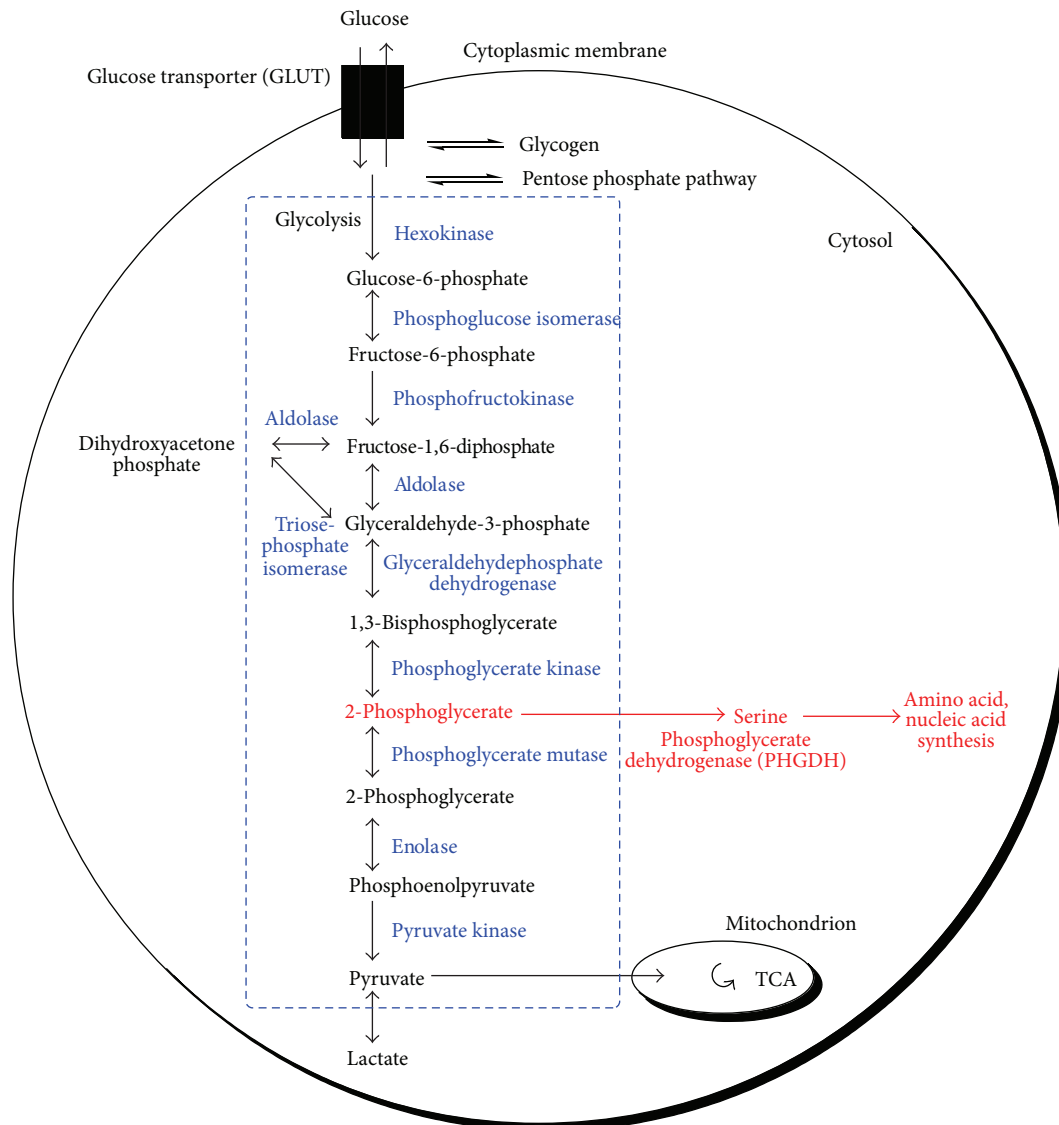 Glucose
Cytoplasmic membrane
Glucose transporter (GLUT)
Glycogen
Pentose phosphate pathway
Glycolysis
Hexokinase
Cytosol
Glucose-6-phosphate
Phosphoglucose isomerase
Fructose-6-phosphate
Phosphofructokinase
Aldolase
Dihydroxyacetone
phosphate
Fructose-1,6-diphosphate
Aldolase
Triose-
phosphate
isomerase
Glyceraldehyde-3-phosphate
Glyceraldehydephosphate
dehydrogenase
1,3-Bisphosphoglycerate
Phosphoglycerate kinase
2-Phosphoglycerate
Serine
Phosphoglycerate
dehydrogenase (PHGDH)
Amino acid,
nucleic acid
synthesis
Phosphoglycerate mutase
2-Phosphoglycerate
Enolase
Phosphoenolpyruvate
Pyruvate kinase
Mitochondrion
Pyruvate
TCA
Lactate